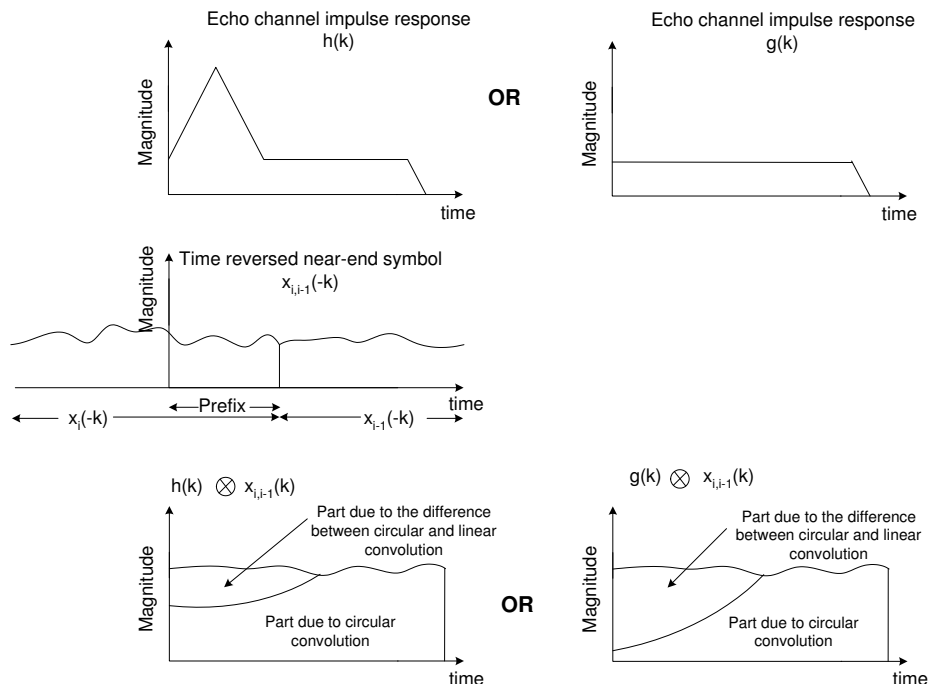 Echo channel impulse response
h(k)
Magnitude
time
OR
Echo channel impulse response
g(k)
Magnitude
time
Time reversed near-end symbol
x_{i,i-1}(-k)
Magnitude
time
Prefix
x_i(-k)
x_{i-1}(-k)
h(k) ⊗ x_{i,i-1}(k)
Part due to the difference
between circular and linear
convolution
Part due to circular
convolution
Magnitude
time
OR
g(k) ⊗ x_{i,i-1}(k)
Part due to the difference
between circular and linear
convolution
Part due to circular
convolution
Magnitude
time